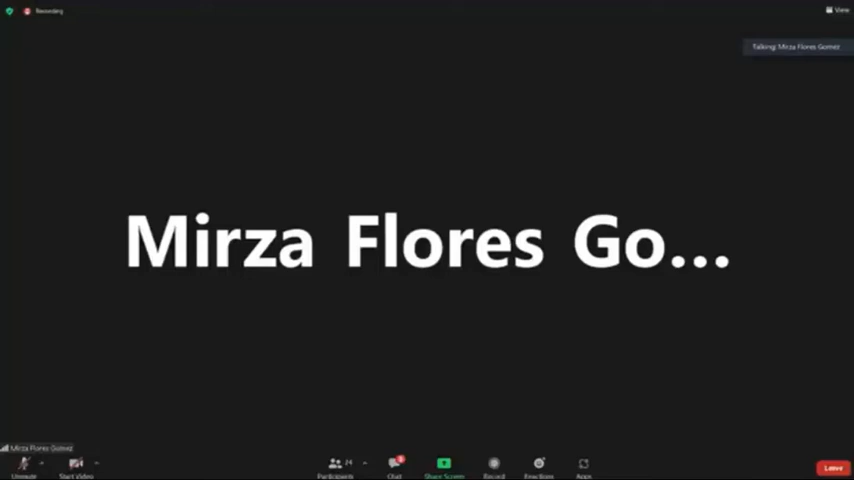 Recording
View
Talking: Mirza Flores Gomez
Mirza Flores Go...
Mirza Flores Gomez
Unmute
Start Video
Participants
Chat
Share Screen
Record
Reactions
Apps
Leave